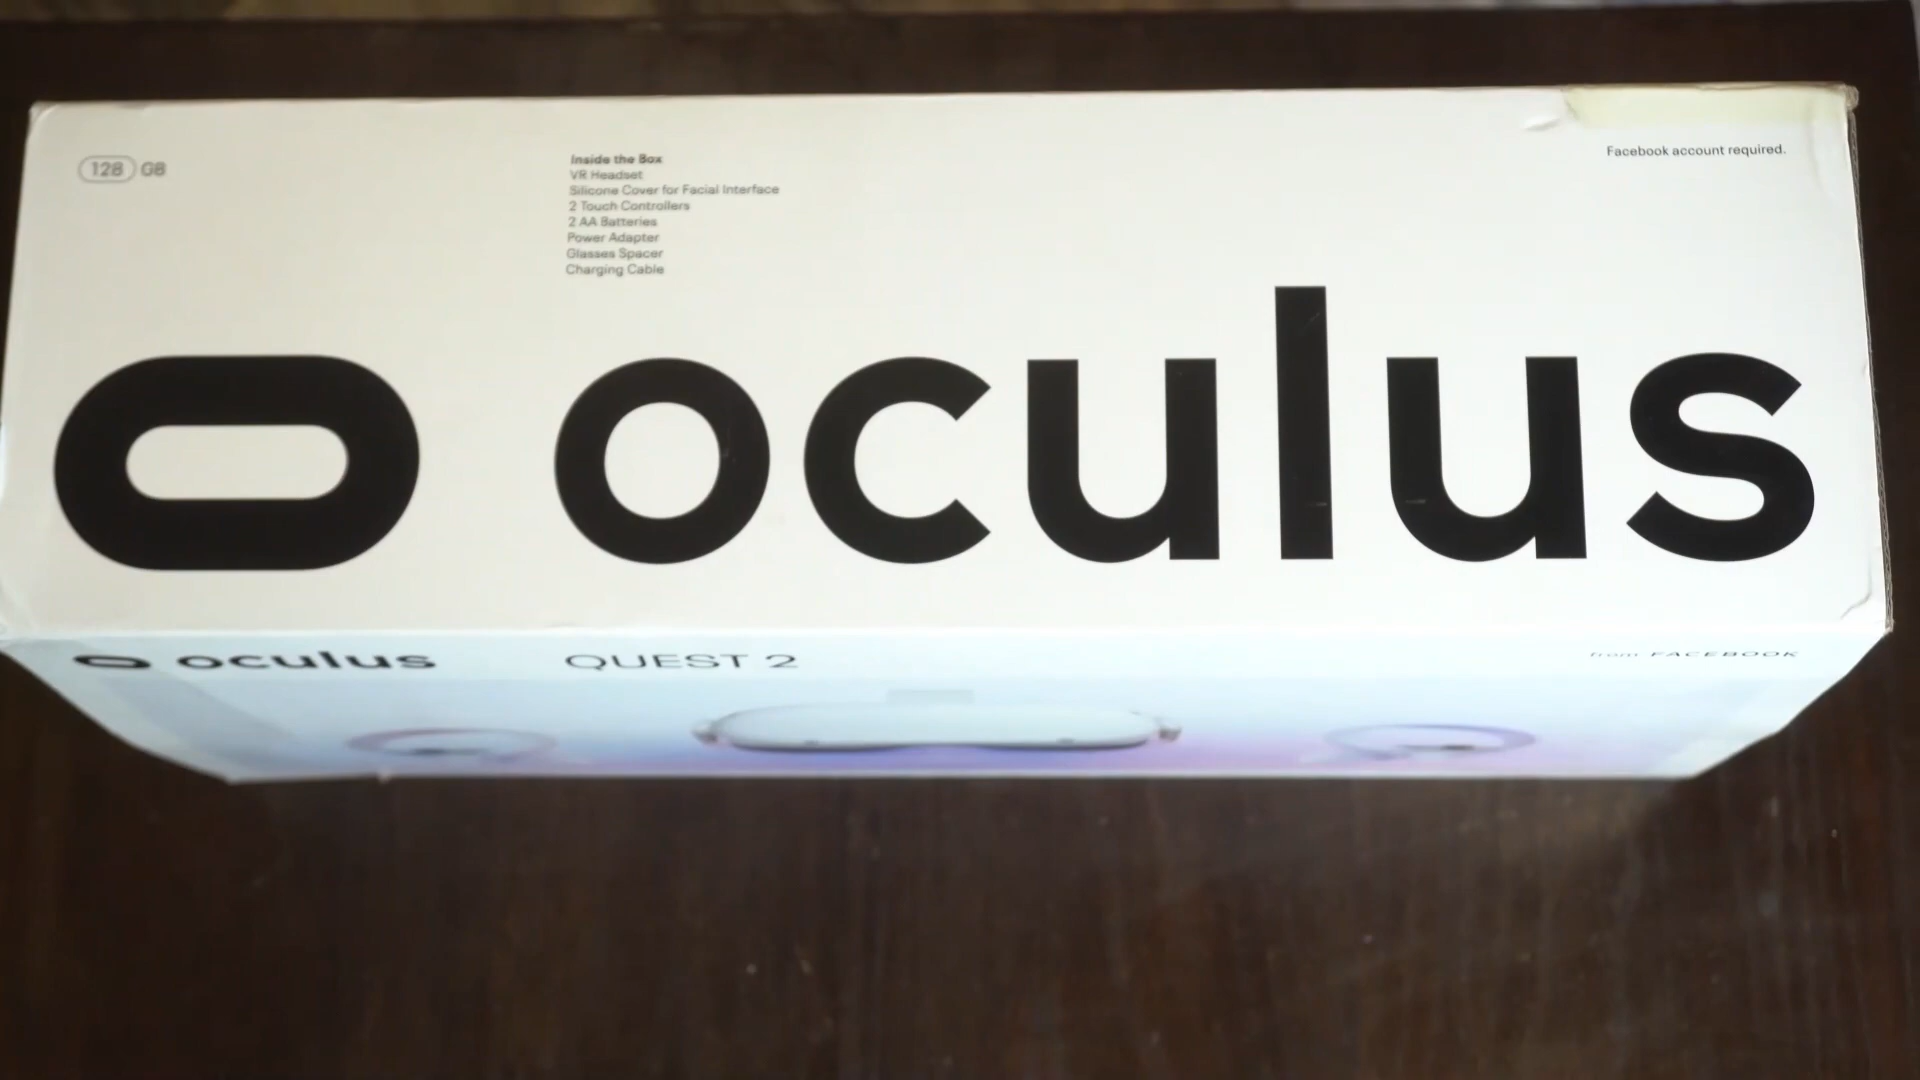 128 GB
Inside the Box
VR Headset
Silicone Cover for Facial Interface
2 Touch Controllers
2 AA Batteries
Power Adapter
Glasses Spacer
Charging Cable
Facebook account required.
oculus
oculus
QUEST 2
from FACEBOOK